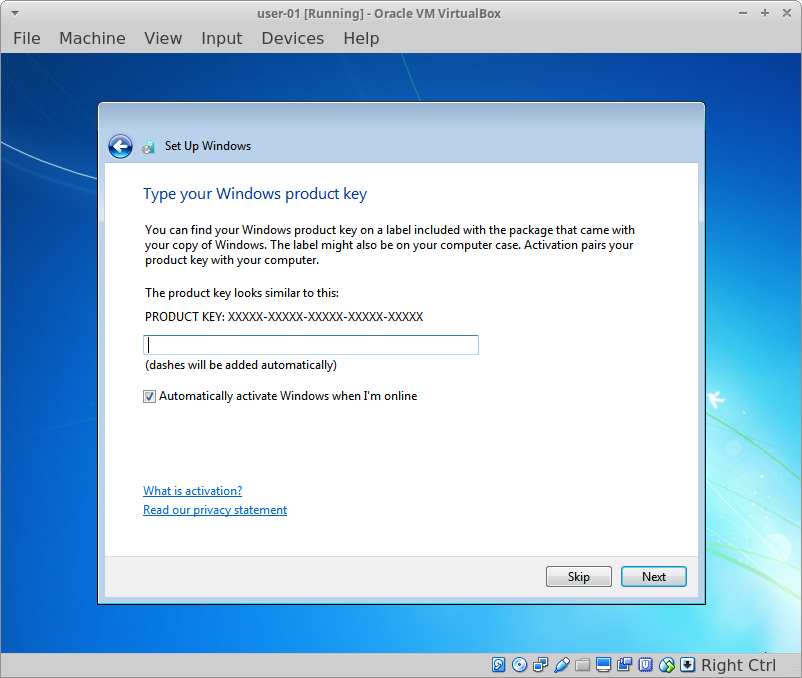 user-01 [Running] - Oracle VM VirtualBox
File Machine View Input Devices Help
Set Up Windows
Type your Windows product key
You can find your Windows product key on a label included with the package that came with
your copy of Windows. The label might also be on your computer case. Activation pairs your
product key with your computer.
The product key looks similar to this:
PRODUCT KEY: XXXXX-XXXXX-XXXXX-XXXXX-XXXXX
(dashes will be added automatically)
Automatically activate Windows when I'm online
What is activation?
Read our privacy statement
Skip Next
Right Ctrl